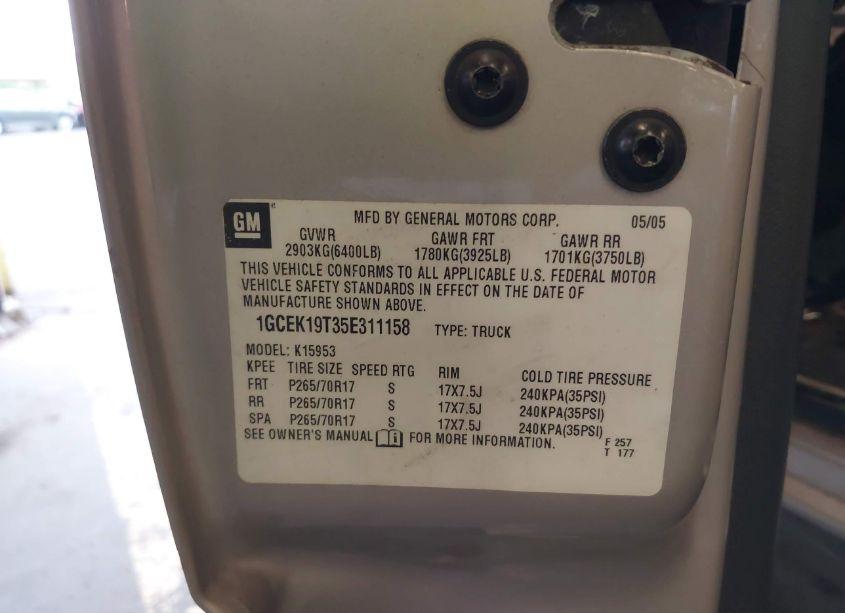 GM MFD BY GENERAL MOTORS CORP. 05/05
GVWR GAWR FRT GAWR RR
2903KG(6400LB) 1780KG(3925LB) 1701KG(3750LB)
THIS VEHICLE CONFORMS TO ALL APPLICABLE U.S. FEDERAL MOTOR
VEHICLE SAFETY STANDARDS IN EFFECT ON THE DATE OF
MANUFACTURE SHOWN ABOVE.
1GCEK19T35E311158 TYPE: TRUCK
MODEL: K15953
KPEE TIRE SIZE SPEED RTG RIM COLD TIRE PRESSURE
FRT P265/70R17 S 17X7.5J 240KPA(35PSI)
RR P265/70R17 S 17X7.5J 240KPA(35PSI)
SPA P265/70R17 S 17X7.5J 240KPA(35PSI)
SEE OWNER'S MANUAL FOR MORE INFORMATION.
F 257
T 177